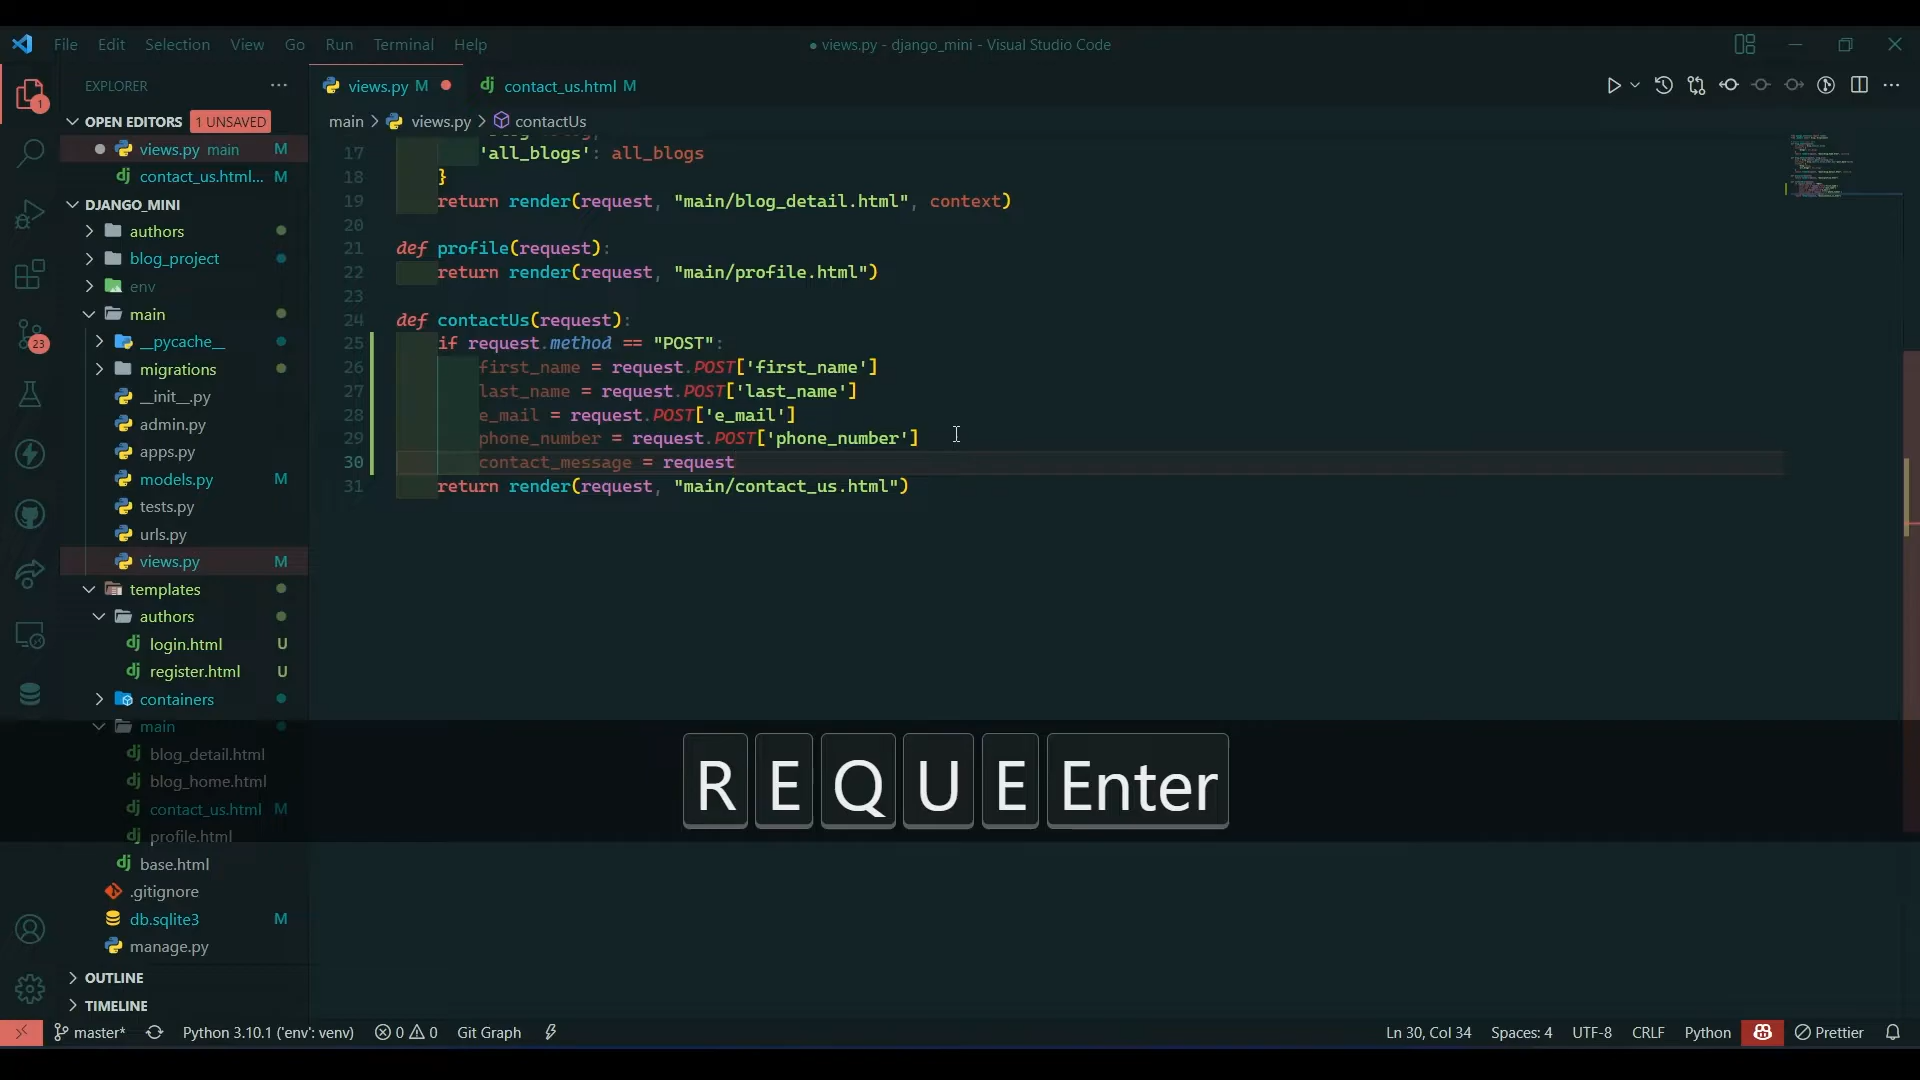 File Edit Selection View Go Run Terminal Help
● views.py - django_mini - Visual Studio Code
EXPLORER
views.py M
contact_us.html M
OPEN EDITORS 1 UNSAVED
main > views.py > contactUs
views.py main M
contact_us.html... M
DJANGO_MINI
authors
blog_project
env
main
__pycache__
migrations
__init__.py
admin.py
apps.py
models.py M
tests.py
urls.py
views.py M
templates
authors
login.html U
register.html U
containers
main
blog_detail.html
blog_home.html
contact_us.html M
profile.html
base.html
.gitignore
db.sqlite3 M
manage.py
OUTLINE
TIMELINE
1
23
17 'all_blogs': all_blogs
18 }
19 return render(request, "main/blog_detail.html", context)
20
21 def profile(request):
22 return render(request, "main/profile.html")
23
24 def contactUs(request):
25 if request.method == "POST":
26 first_name = request.POST['first_name']
27 last_name = request.POST['last_name']
28 e_mail = request.POST['e_mail']
29 phone_number = request.POST['phone_number']
30 contact_message = request
31 return render(request, "main/contact_us.html")
R E Q U E Enter
master* Python 3.10.1 ('env': venv) 0 0 Git Graph Ln 30, Col 34 Spaces: 4 UTF-8 CRLF Python Prettier